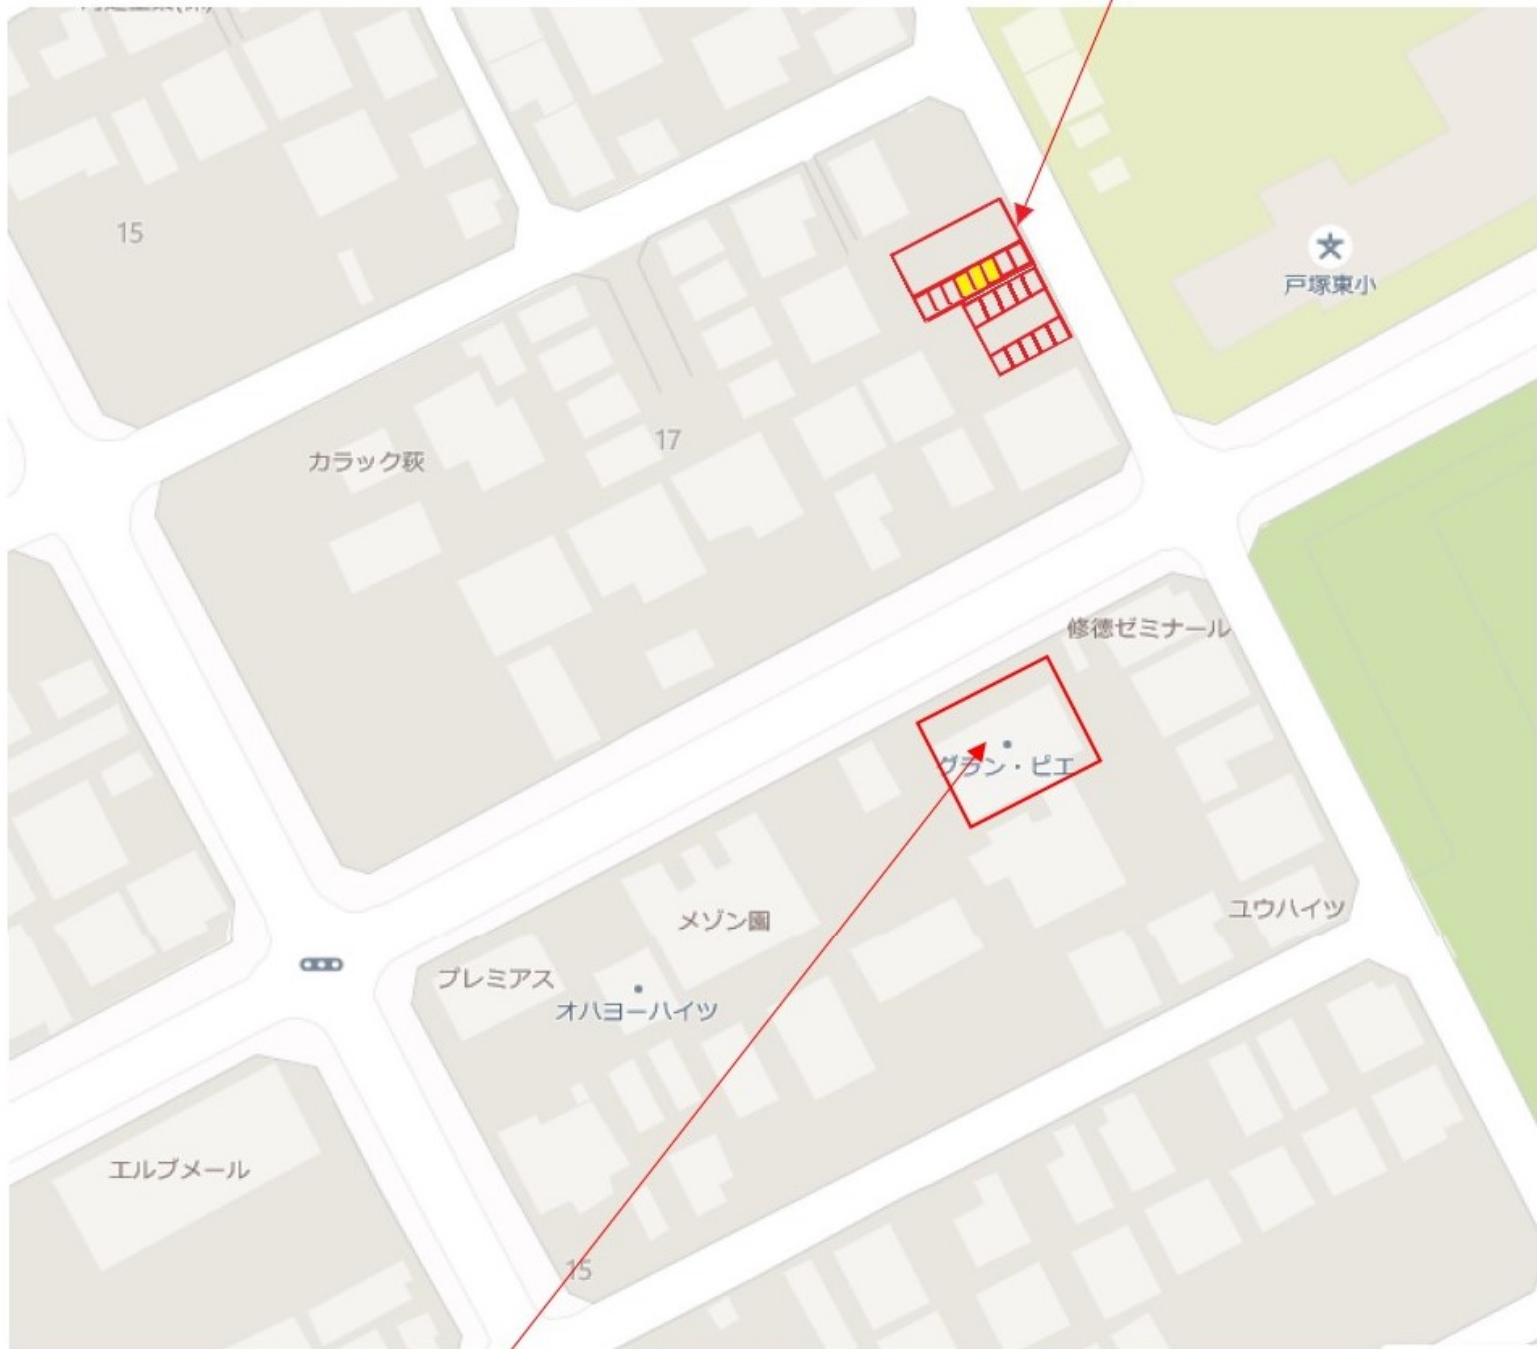 15
戸塚東小
17
カラック萩
修徳ゼミナール
グラン・ピエ
ユウハイツ
メゾン園
プレミアス
オハヨーハイツ
エルブメール
15